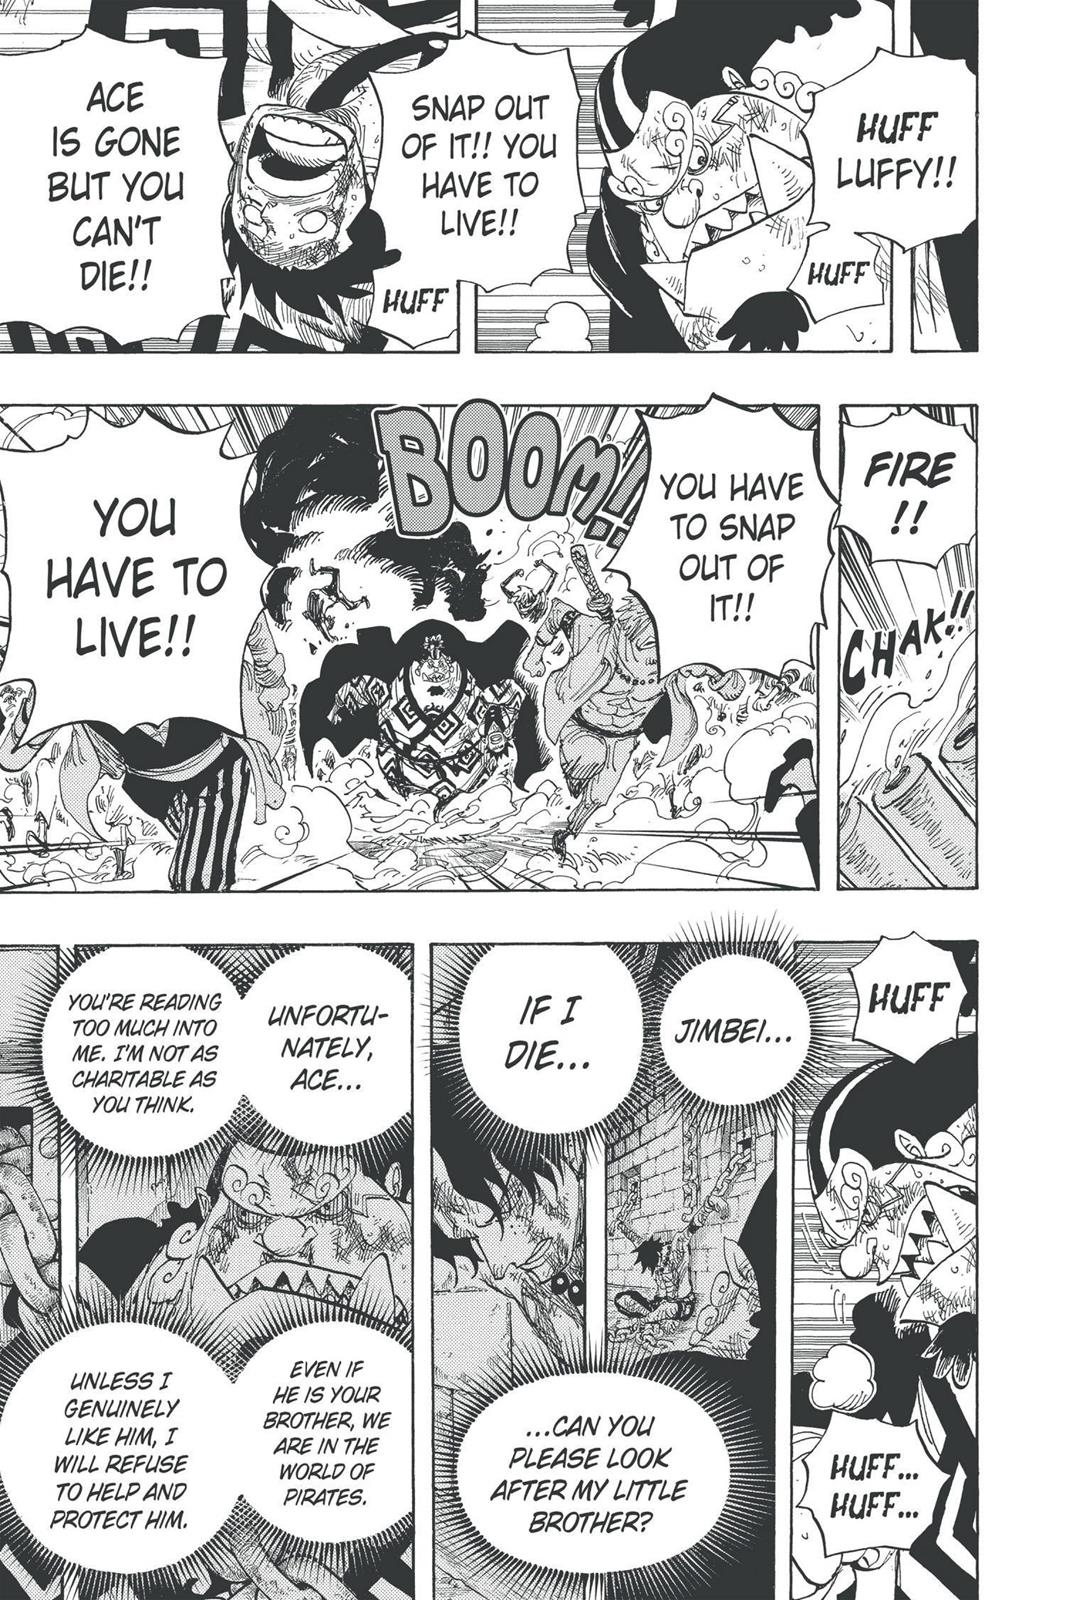 HUFF
LUFFY!!
HUFF
SNAP OUT
OF IT!! YOU
HAVE TO
LIVE!!
HUFF
ACE
IS GONE
BUT YOU
CAN'T
DIE!!
FIRE
!!
CHAK!!
YOU HAVE
TO SNAP
OUT OF
IT!!
BOOM!!
YOU
HAVE TO
LIVE!!
HUFF
HUFF...
HUFF...
JIMBEI...
IF I
DIE...
...CAN YOU
PLEASE LOOK
AFTER MY LITTLE
BROTHER?
UNFORTU-
NATELY,
ACE...
EVEN IF
HE IS YOUR
BROTHER, WE
ARE IN THE
WORLD OF
PIRATES.
YOU'RE READING
TOO MUCH INTO
ME. I'M NOT AS
CHARITABLE AS
YOU THINK.
UNLESS I
GENUINELY
LIKE HIM, I
WILL REFUSE
TO HELP AND
PROTECT HIM.